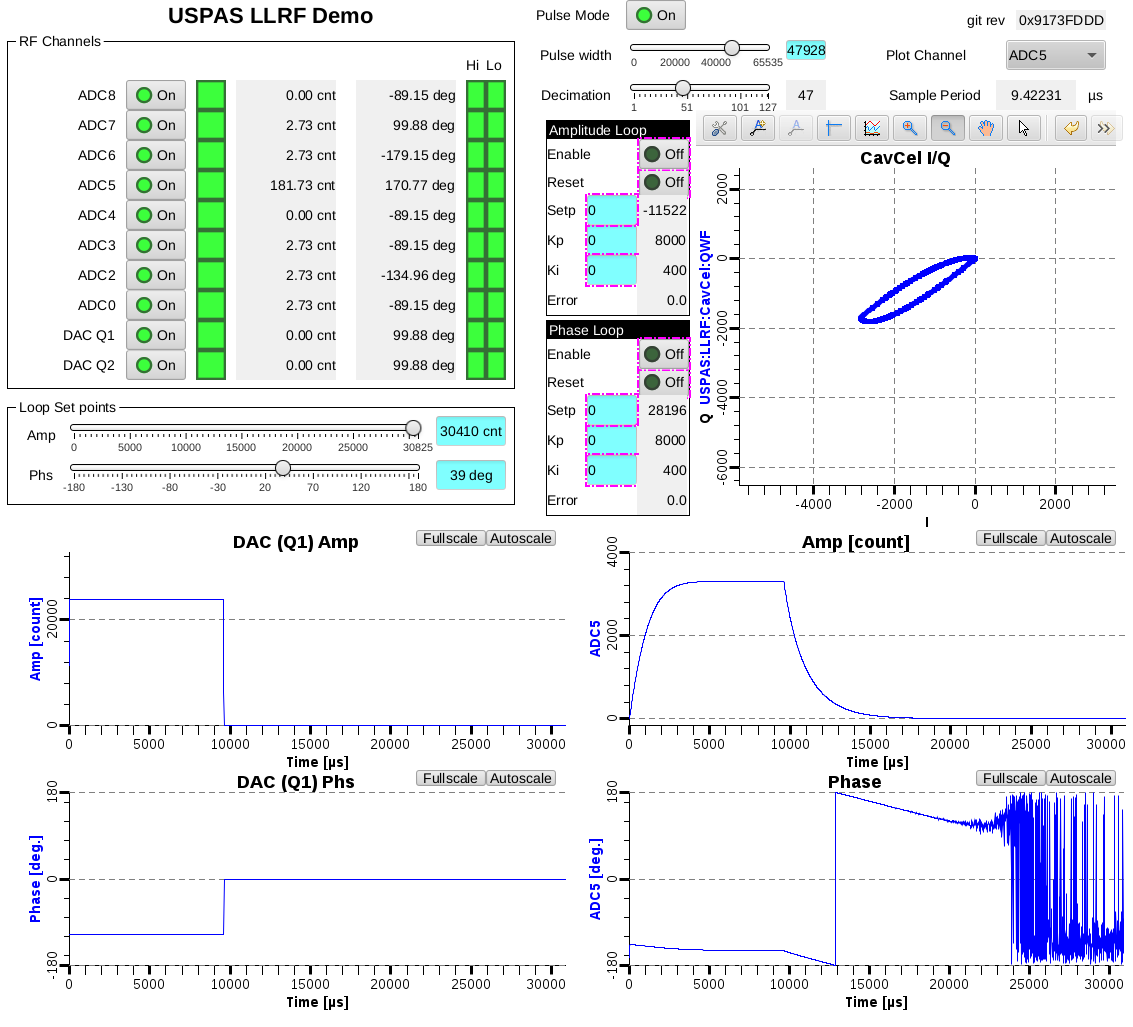 USPAS LLRF Demo
RF Channels
Hi Lo
ADC8 On 0.00 cnt -89.15 deg
ADC7 On 2.73 cnt 99.88 deg
ADC6 On 2.73 cnt -179.15 deg
ADC5 On 181.73 cnt 170.77 deg
ADC4 On 0.00 cnt -89.15 deg
ADC3 On 2.73 cnt -89.15 deg
ADC2 On 2.73 cnt -134.96 deg
ADC0 On 2.73 cnt -89.15 deg
DAC Q1 On 0.00 cnt 99.88 deg
DAC Q2 On 0.00 cnt 99.88 deg
Loop Set points
Amp 30410 cnt
0 5000 10000 15000 20000 25000 30825
Phs 39 deg
-180 -130 -80 -30 20 70 120 180
Pulse Mode On
git rev 0x9173FDDD
Pulse width 47928
0 20000 40000 65535
Plot Channel ADC5
Decimation 47
1 51 101 127
Sample Period 9.42231 µs
Amplitude Loop
Enable Off
Reset Off
Setp 0 -11522
Kp 0 8000
Ki 0 400
Error 0.0
Phase Loop
Enable Off
Reset Off
Setp 0 28196
Kp 0 8000
Ki 0 400
Error 0.0
CavCel I/Q
Q USPAS:LLRF:CavCel:QWF
2000
0
-2000
-4000
-6000
-4000 -2000 0 2000
I
DAC (Q1) Amp
Fullscale Autoscale
Amp [count]
20000
0
0 5000 10000 15000 20000 25000 30000
Time [µs]
Amp [count]
Fullscale Autoscale
ADC5
4000
2000
0
0 5000 10000 15000 20000 25000 30000
Time [µs]
DAC (Q1) Phs
Fullscale Autoscale
Phase [deg.]
180
0
-180
0 5000 10000 15000 20000 25000 30000
Time [µs]
Phase
Fullscale Autoscale
ADC5 [deg.]
180
0
-180
0 5000 10000 15000 20000 25000 30000
Time [µs]